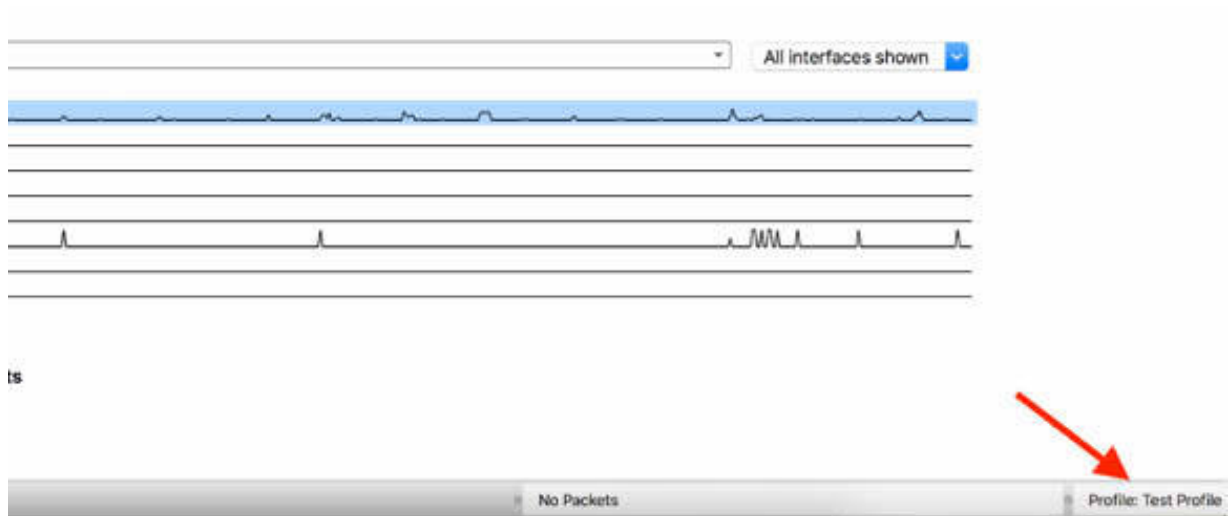 All interfaces shown
ts
No Packets
Profile: Test Profile